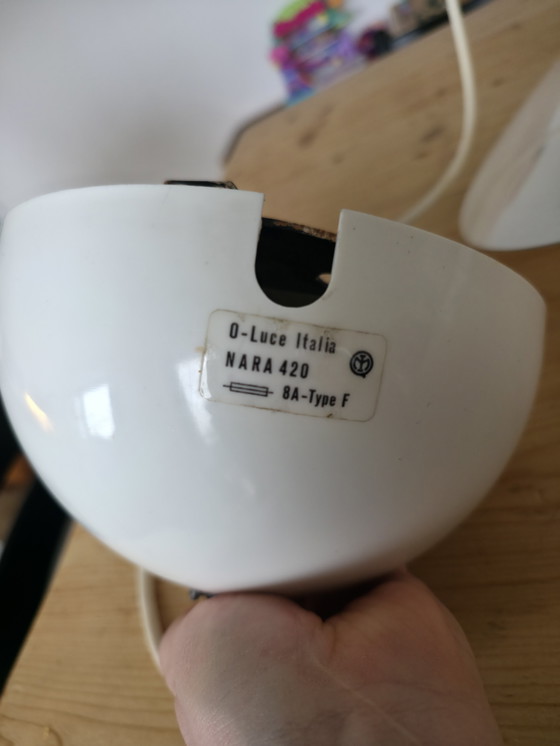 O-Luce Italia
NARA 420
8A-Type F